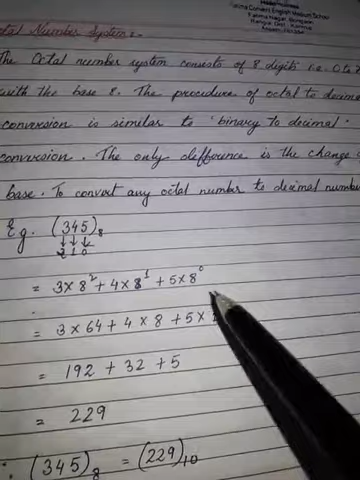 Octal Number System:
The Octal number system consists of 8 digits i.e. 0 to 7
with the base 8. The procedure of octal to decimal
conversion is similar to 'binary to decimal'
conversion. The only difference is the change of
base. To convert any octal number to decimal number
Eg. (345)₈
↓ ↓ ↓
2 1 0
= 3 × 8² + 4 × 8¹ + 5 × 8⁰
= 3 × 64 + 4 × 8 + 5 × 1
= 192 + 32 + 5
= 229
∴ (345)₈ = (229)₁₀